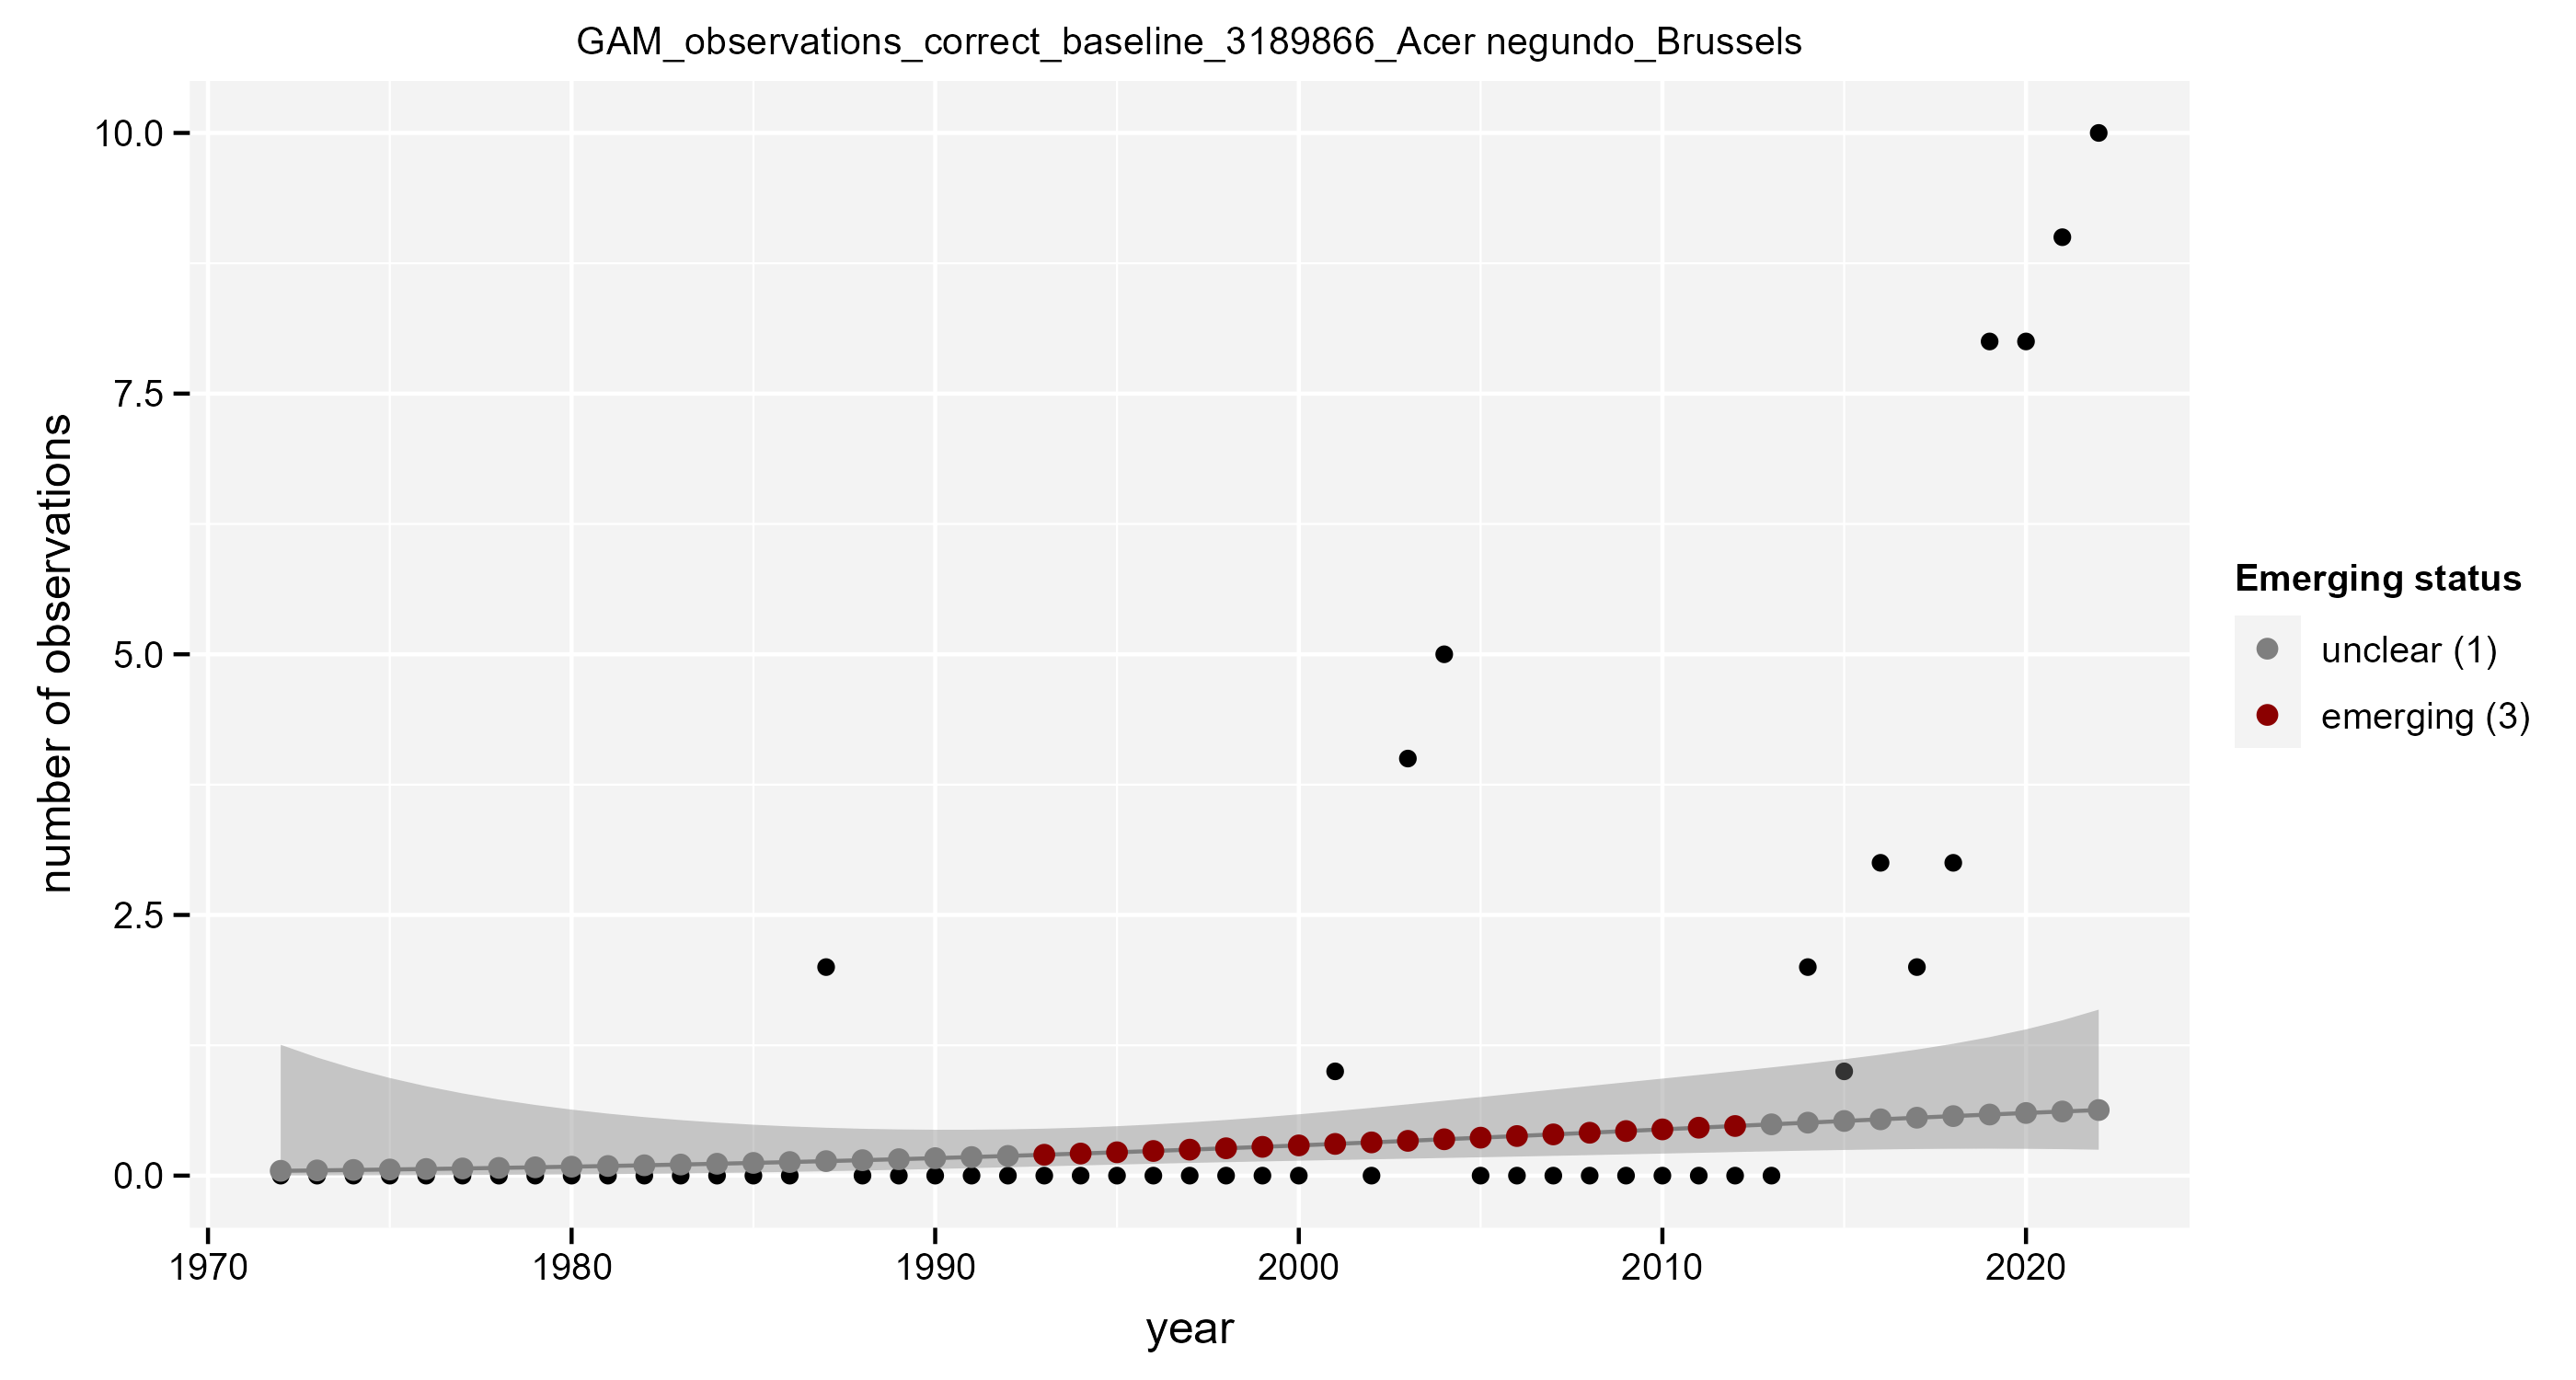 GAM_observations_correct_baseline_3189866_Acer negundo_Brussels
10.0
7.5
5.0
2.5
0.0
number of observations
1970 1980 1990 2000 2010 2020
year
Emerging status
unclear (1)
emerging (3)